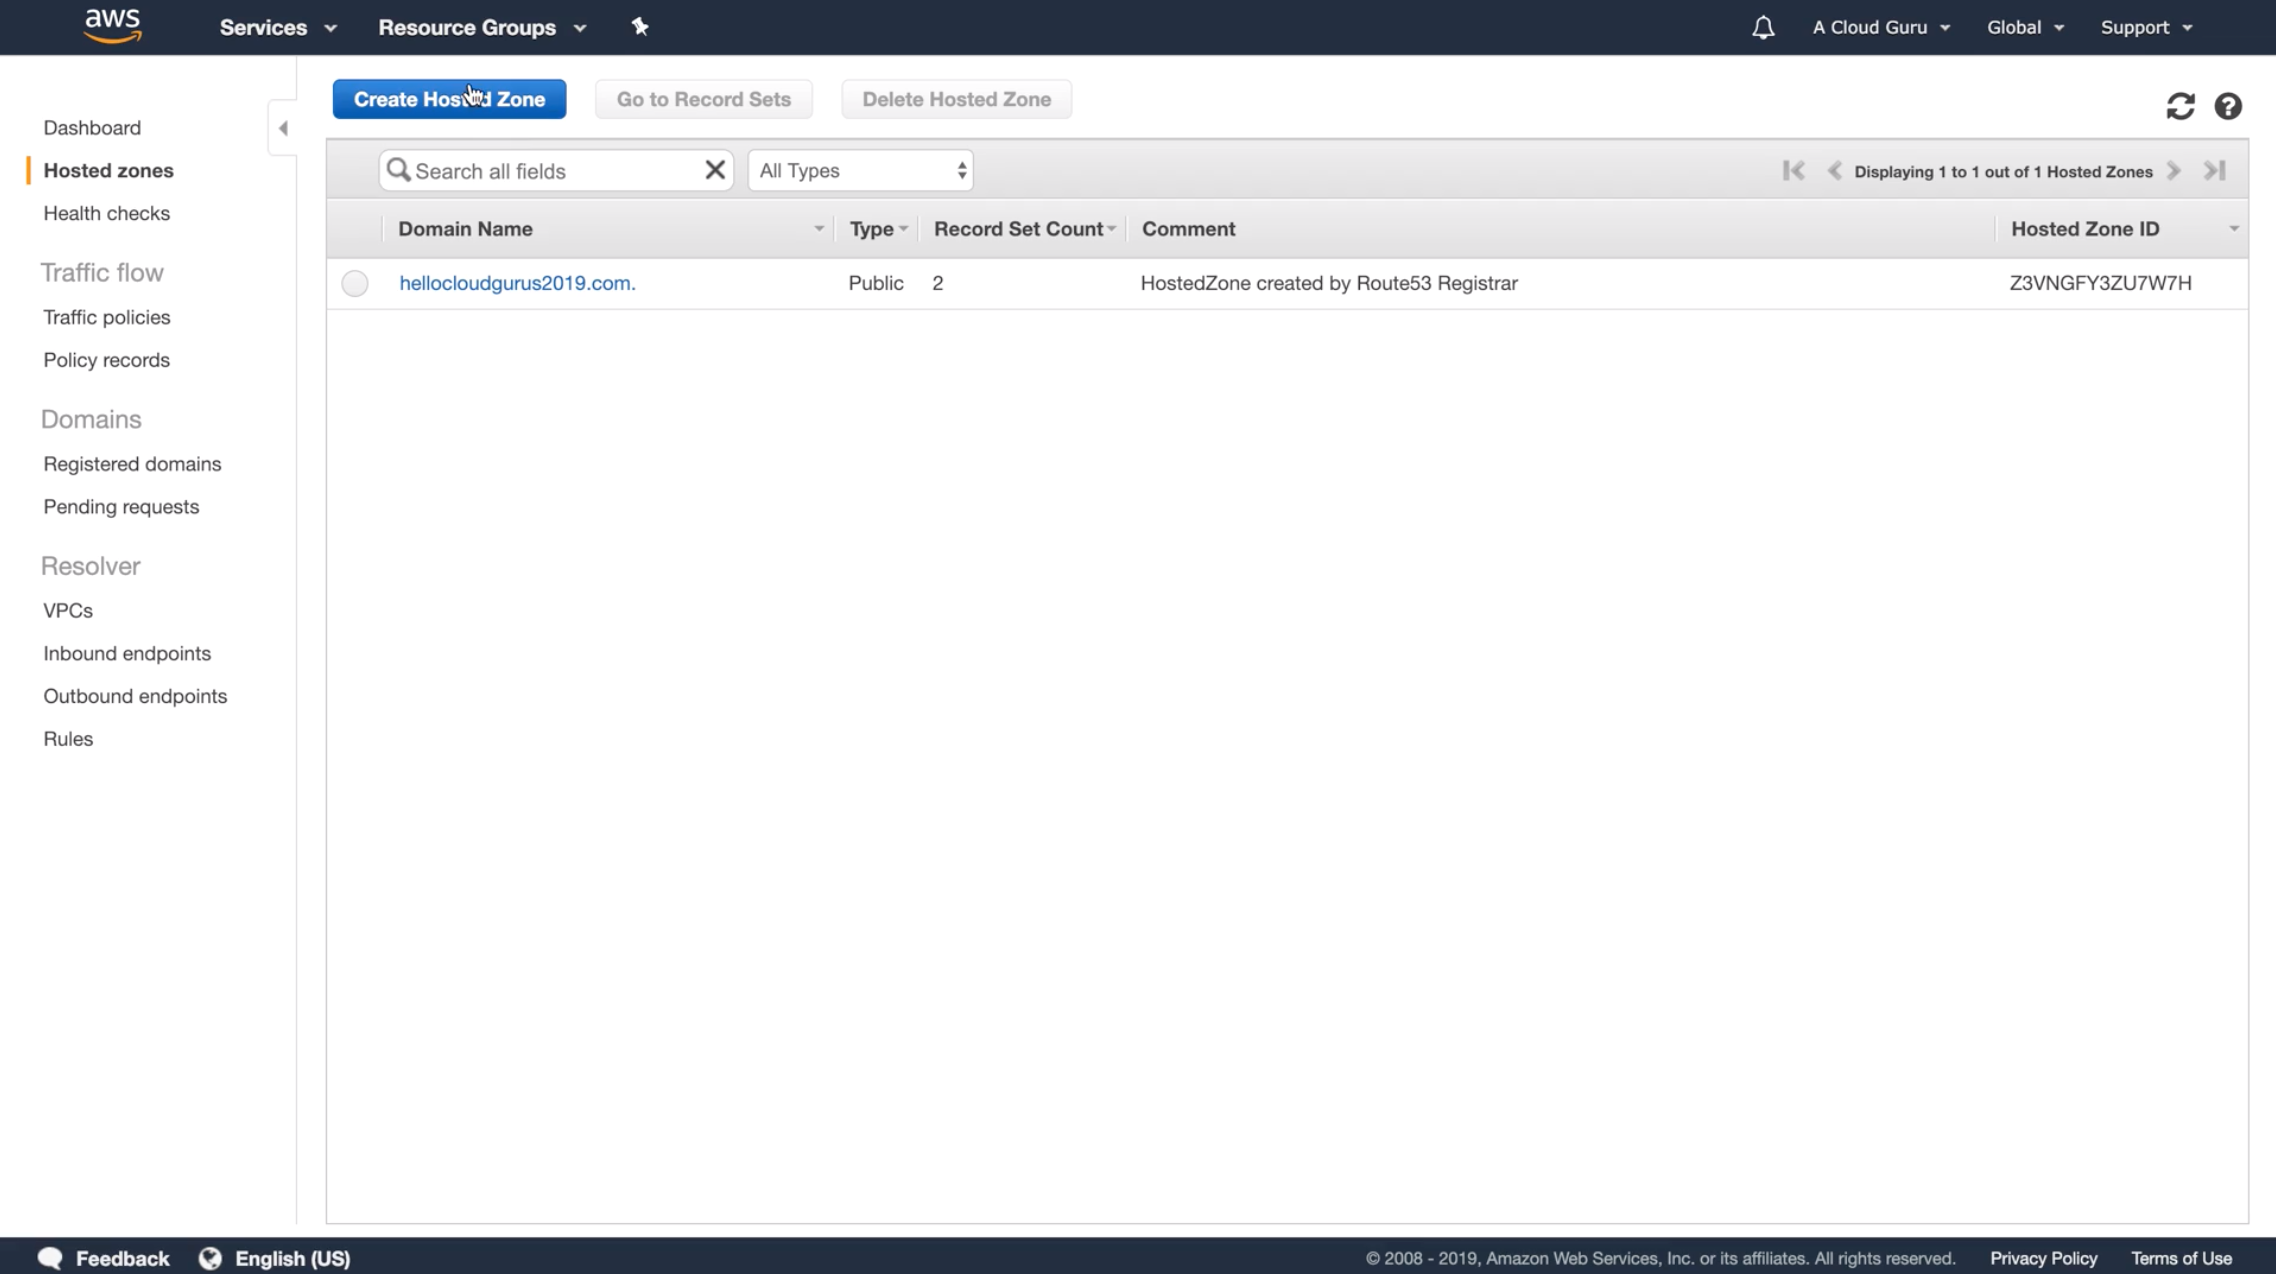 aws Services Resource Groups A Cloud Guru Global Support
Create Hosted Zone Go to Record Sets Delete Hosted Zone
Dashboard
Hosted zones
Health checks
Traffic flow
Traffic policies
Policy records
Domains
Registered domains
Pending requests
Resolver
VPCs
Inbound endpoints
Outbound endpoints
Rules
Search all fields All Types Displaying 1 to 1 out of 1 Hosted Zones
Domain Name Type Record Set Count Comment Hosted Zone ID
hellocloudgurus2019.com. Public 2 HostedZone created by Route53 Registrar Z3VNGFY3ZU7W7H
Feedback English (US) © 2008 - 2019, Amazon Web Services, Inc. or its affiliates. All rights reserved. Privacy Policy Terms of Use